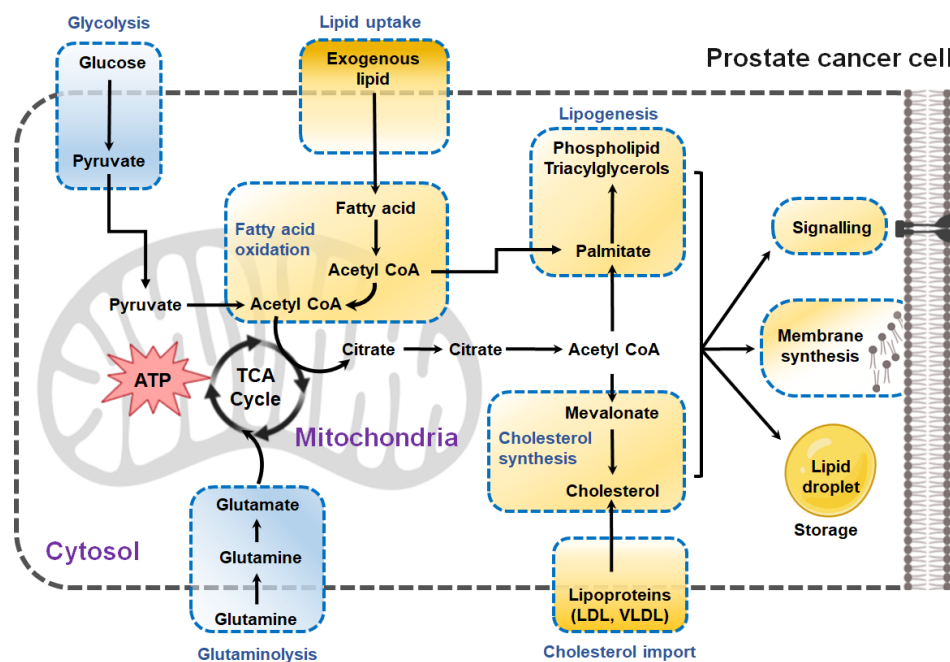 Glycolysis
Lipid uptake
Prostate cancer cell
Glucose
Exogenous
lipid
Lipogenesis
Pyruvate
Phospholipid
Triacylglycerols
Fatty acid
Fatty acid
oxidation
Signalling
Palmitate
Acetyl CoA
Pyruvate
Acetyl CoA
Membrane
synthesis
Citrate
Citrate
Acetyl CoA
ATP
TCA
Cycle
Mevalonate
Mitochondria
Cholesterol
synthesis
Lipid
droplet
Cholesterol
Glutamate
Storage
Cytosol
Glutamine
Lipoproteins
(LDL, VLDL)
Glutamine
Glutaminolysis
Cholesterol import